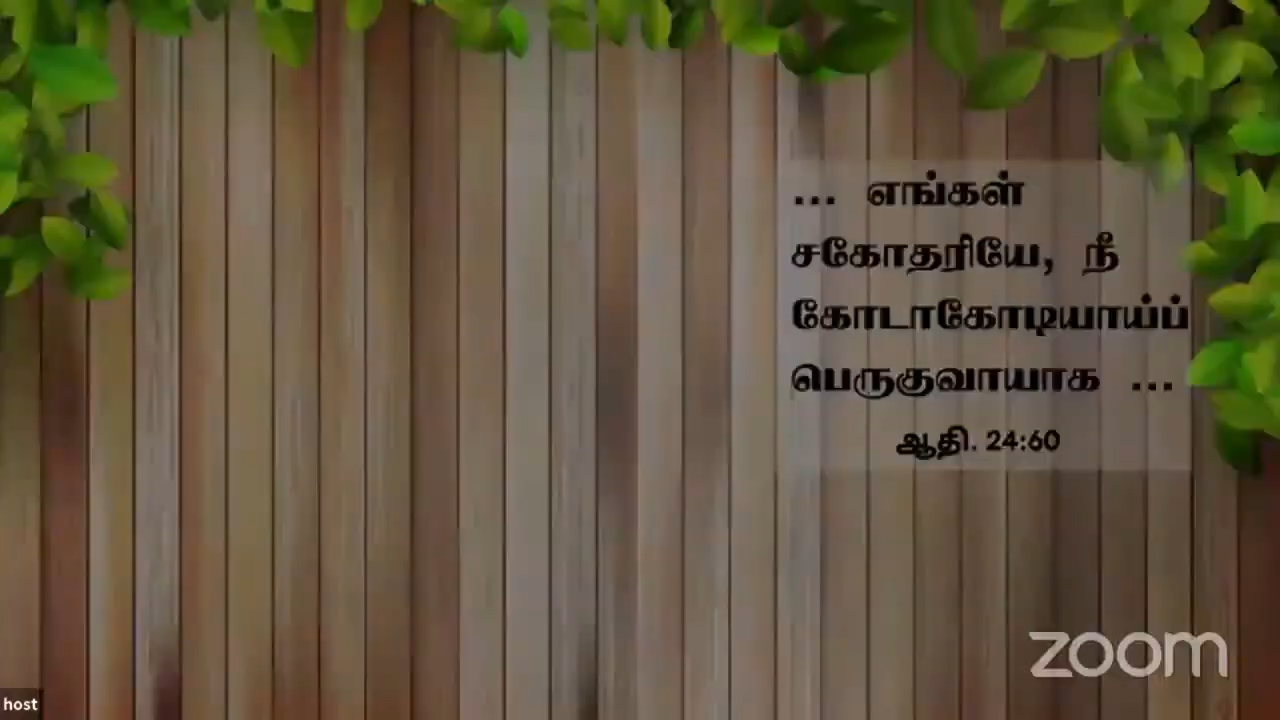 ... எங்கள்
சகோதரியே, நீ
கோடாகோடியாய்ப்
பெருகுவாயாக ...
ஆதி. 24:60
zoom
host